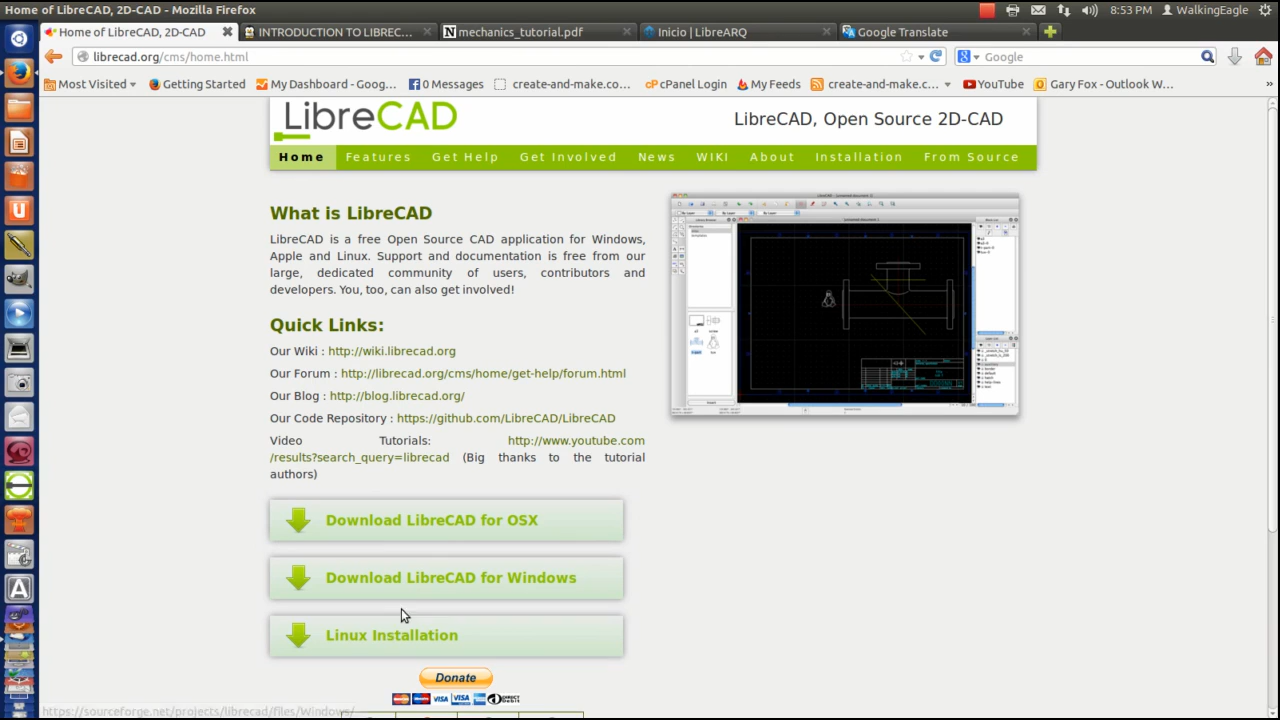 Home of LibreCAD, 2D-CAD - Mozilla Firefox
8:53 PM
WalkingEagle
Home of LibreCAD, 2D-CAD
INTRODUCTION TO LIBREC...
mechanics_tutorial.pdf
Inicio | LibreARQ
Google Translate
librecad.org/cms/home.html
Google
Most Visited
Getting Started
My Dashboard - Goog...
0 Messages
create-and-make.co...
cPanel Login
My Feeds
create-and-make.c...
YouTube
Gary Fox - Outlook W...
LibreCAD
LibreCAD, Open Source 2D-CAD
Home
Features
Get Help
Get Involved
News
WIKI
About
Installation
From Source
What is LibreCAD
LibreCAD is a free Open Source CAD application for Windows,
Apple and Linux. Support and documentation is free from our
large, dedicated community of users, contributors and
developers. You, too, can also get involved!
Quick Links:
Our Wiki : http://wiki.librecad.org
Our Forum : http://librecad.org/cms/home/get-help/forum.html
Our Blog : http://blog.librecad.org/
Our Code Repository : https://github.com/LibreCAD/LibreCAD
Video Tutorials: http://www.youtube.com
/results?search_query=librecad (Big thanks to the tutorial
authors)
Download LibreCAD for OSX
Download LibreCAD for Windows
Linux Installation
Donate
VISA VISA
https://sourceforge.net/projects/librecad/files/Windows/